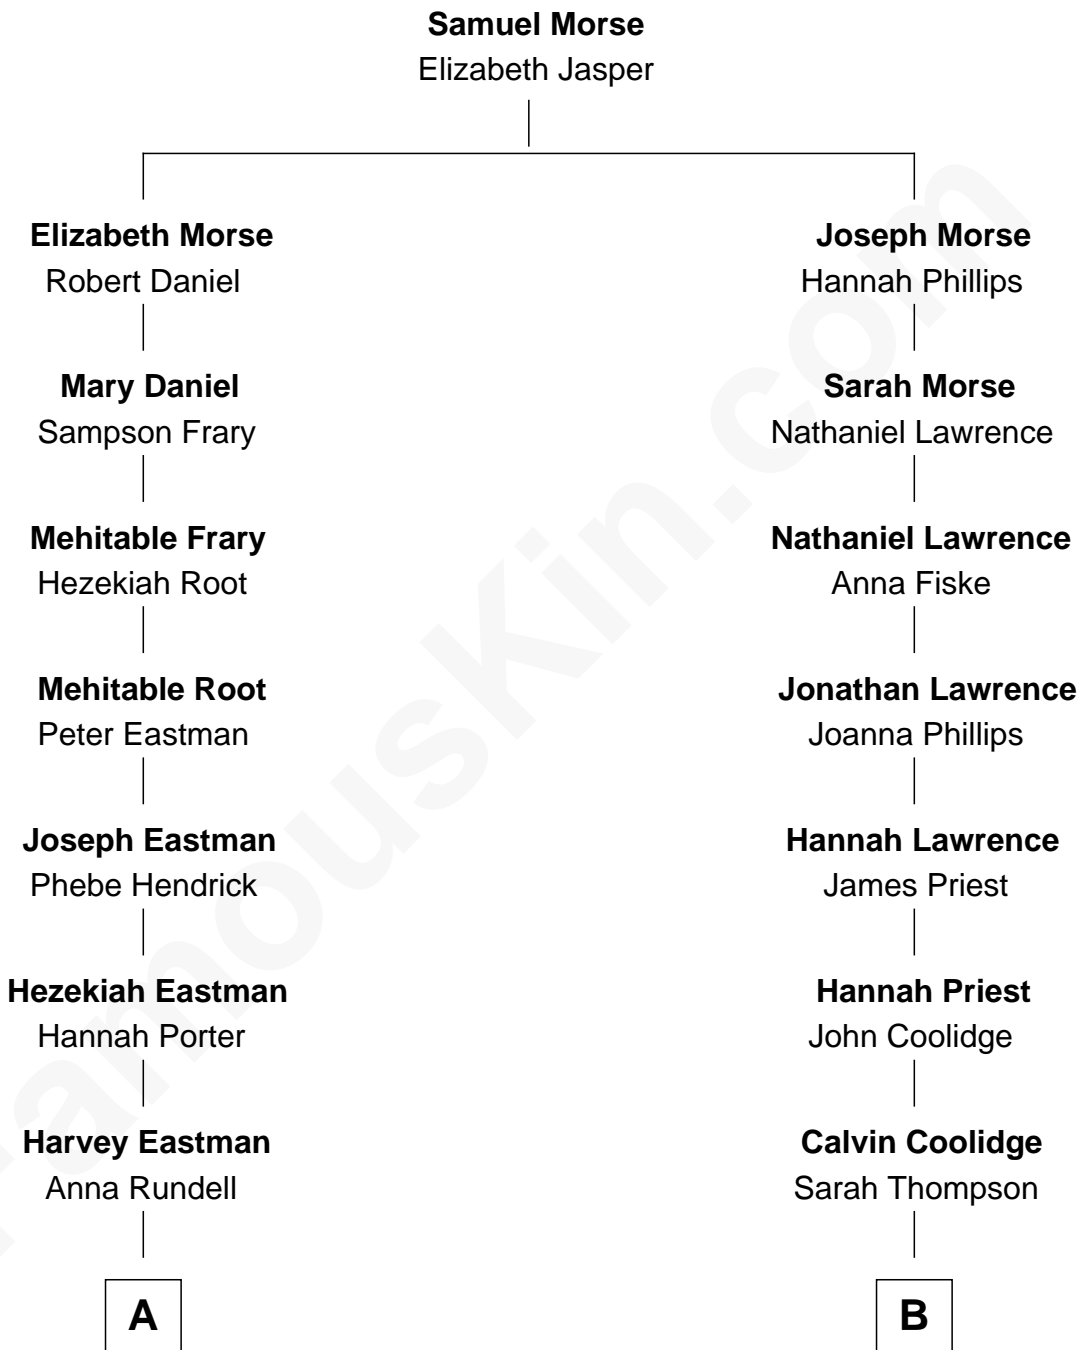 Samuel Morse
Elizabeth Jasper
Elizabeth Morse
Robert Daniel
Joseph Morse
Hannah Phillips
Mary Daniel
Sampson Frary
Sarah Morse
Nathaniel Lawrence
Mehitable Frary
Hezekiah Root
Nathaniel Lawrence
Anna Fiske
Mehitable Root
Peter Eastman
Jonathan Lawrence
Joanna Phillips
Joseph Eastman
Phebe Hendrick
Hannah Lawrence
James Priest
Hezekiah Eastman
Hannah Porter
Hannah Priest
John Coolidge
Harvey Eastman
Anna Rundell
Calvin Coolidge
Sarah Thompson
A
B
FamousKin.com